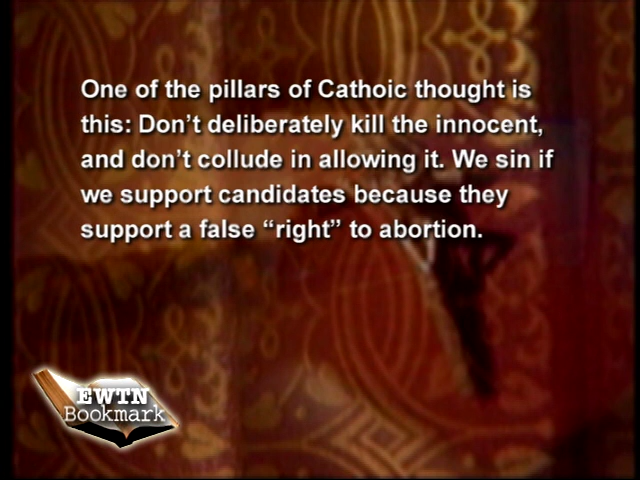 One of the pillars of Cathoic thought is
this: Don't deliberately kill the innocent,
and don't collude in allowing it. We sin if
we support candidates because they
support a false “right” to abortion.
EWTN
Bookmark